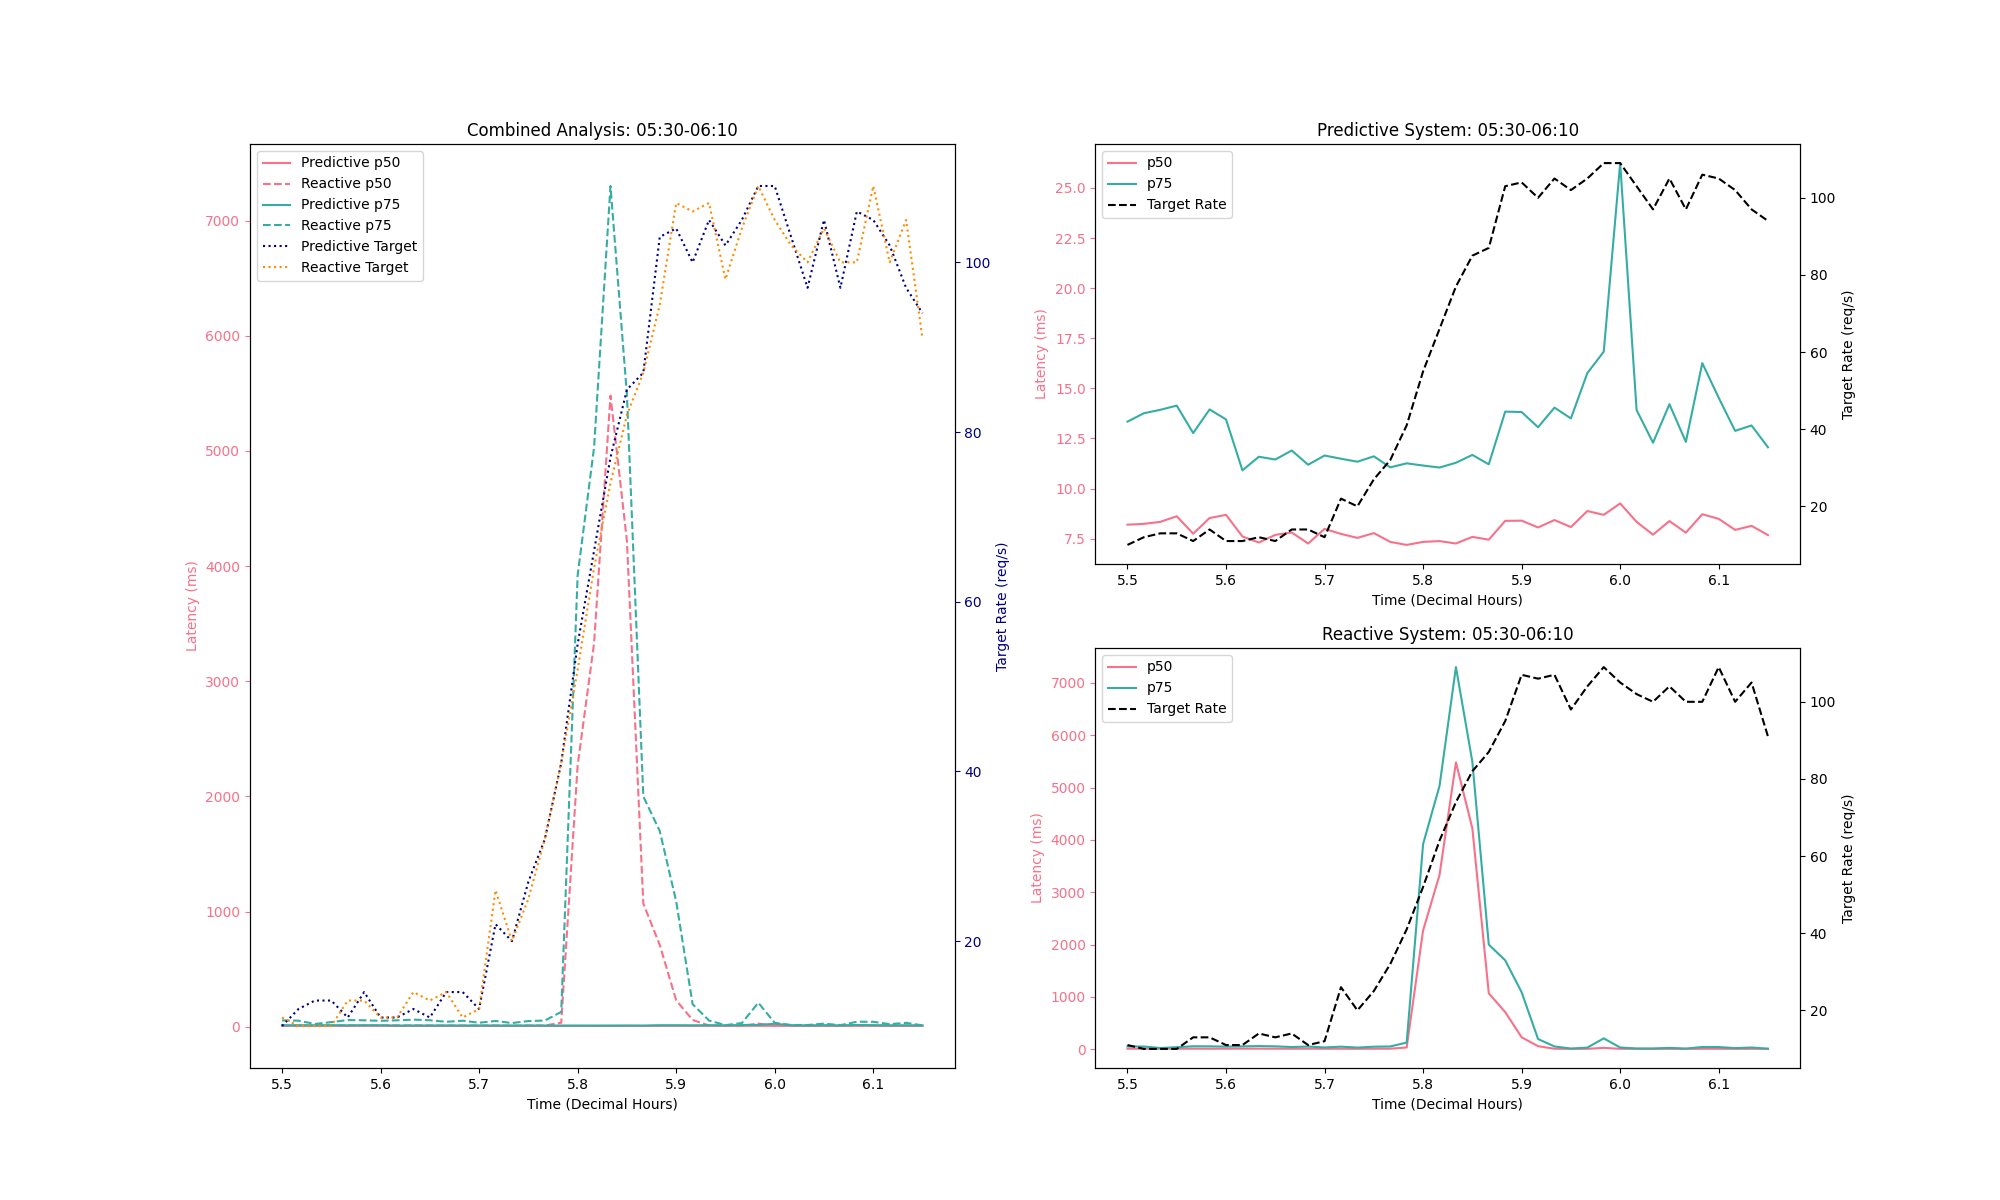 Combined Analysis: 05:30-06:10
Predictive p50
Reactive p50
Predictive p75
Reactive p75
Predictive Target
Reactive Target
7000
6000
5000
4000
3000
2000
1000
0
Latency (ms)
100
80
60
40
20
Target Rate (req/s)
5.5 5.6 5.7 5.8 5.9 6.0 6.1
Time (Decimal Hours)
Predictive System: 05:30-06:10
p50
p75
Target Rate
25.0
22.5
20.0
17.5
15.0
12.5
10.0
7.5
Latency (ms)
100
80
60
40
20
Target Rate (req/s)
5.5 5.6 5.7 5.8 5.9 6.0 6.1
Time (Decimal Hours)
Reactive System: 05:30-06:10
p50
p75
Target Rate
7000
6000
5000
4000
3000
2000
1000
0
Latency (ms)
100
80
60
40
20
Target Rate (req/s)
5.5 5.6 5.7 5.8 5.9 6.0 6.1
Time (Decimal Hours)